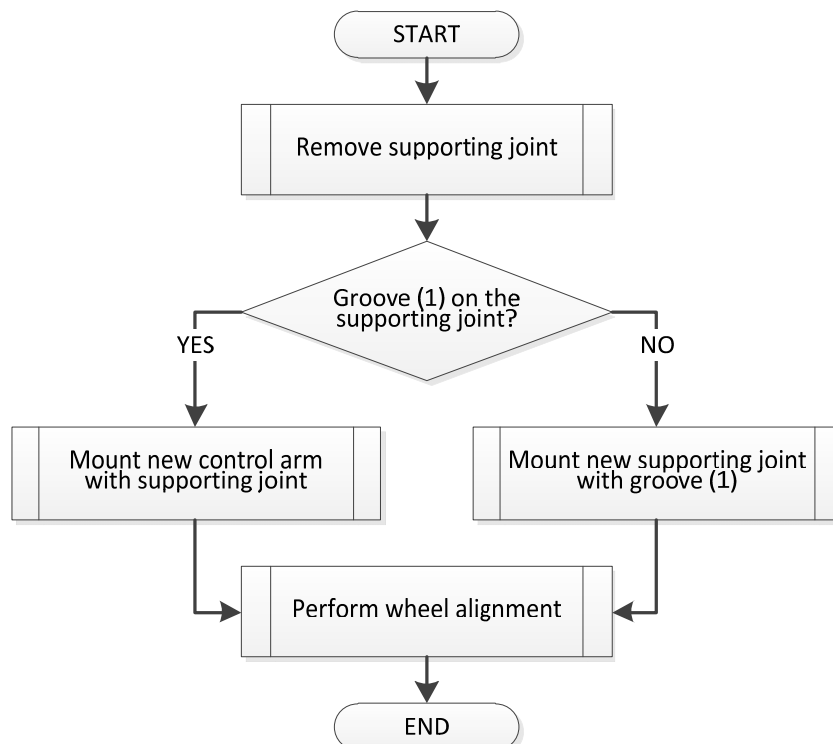 START
Remove supporting joint
Groove (1) on the
supporting joint?
YES
NO
Mount new control arm
with supporting joint
Mount new supporting joint
with groove (1)
Perform wheel alignment
END